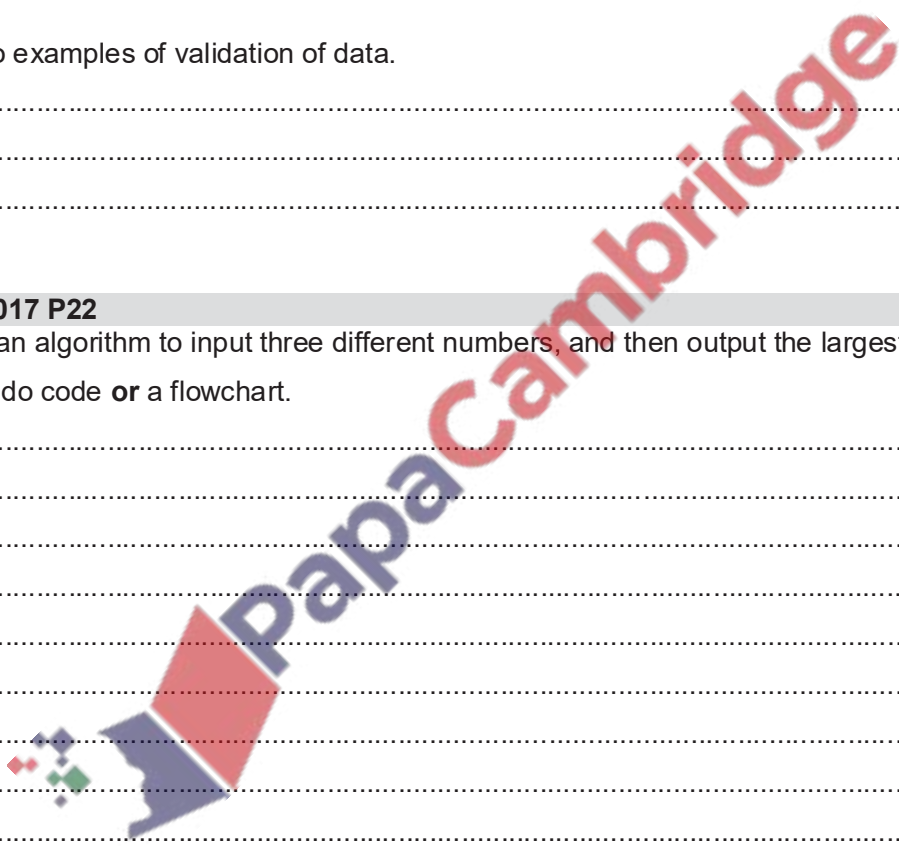 o examples of validation of data.
017 P22
an algorithm to input three different numbers, and then output the largest
do code or a flowchart.
PapaCambridge